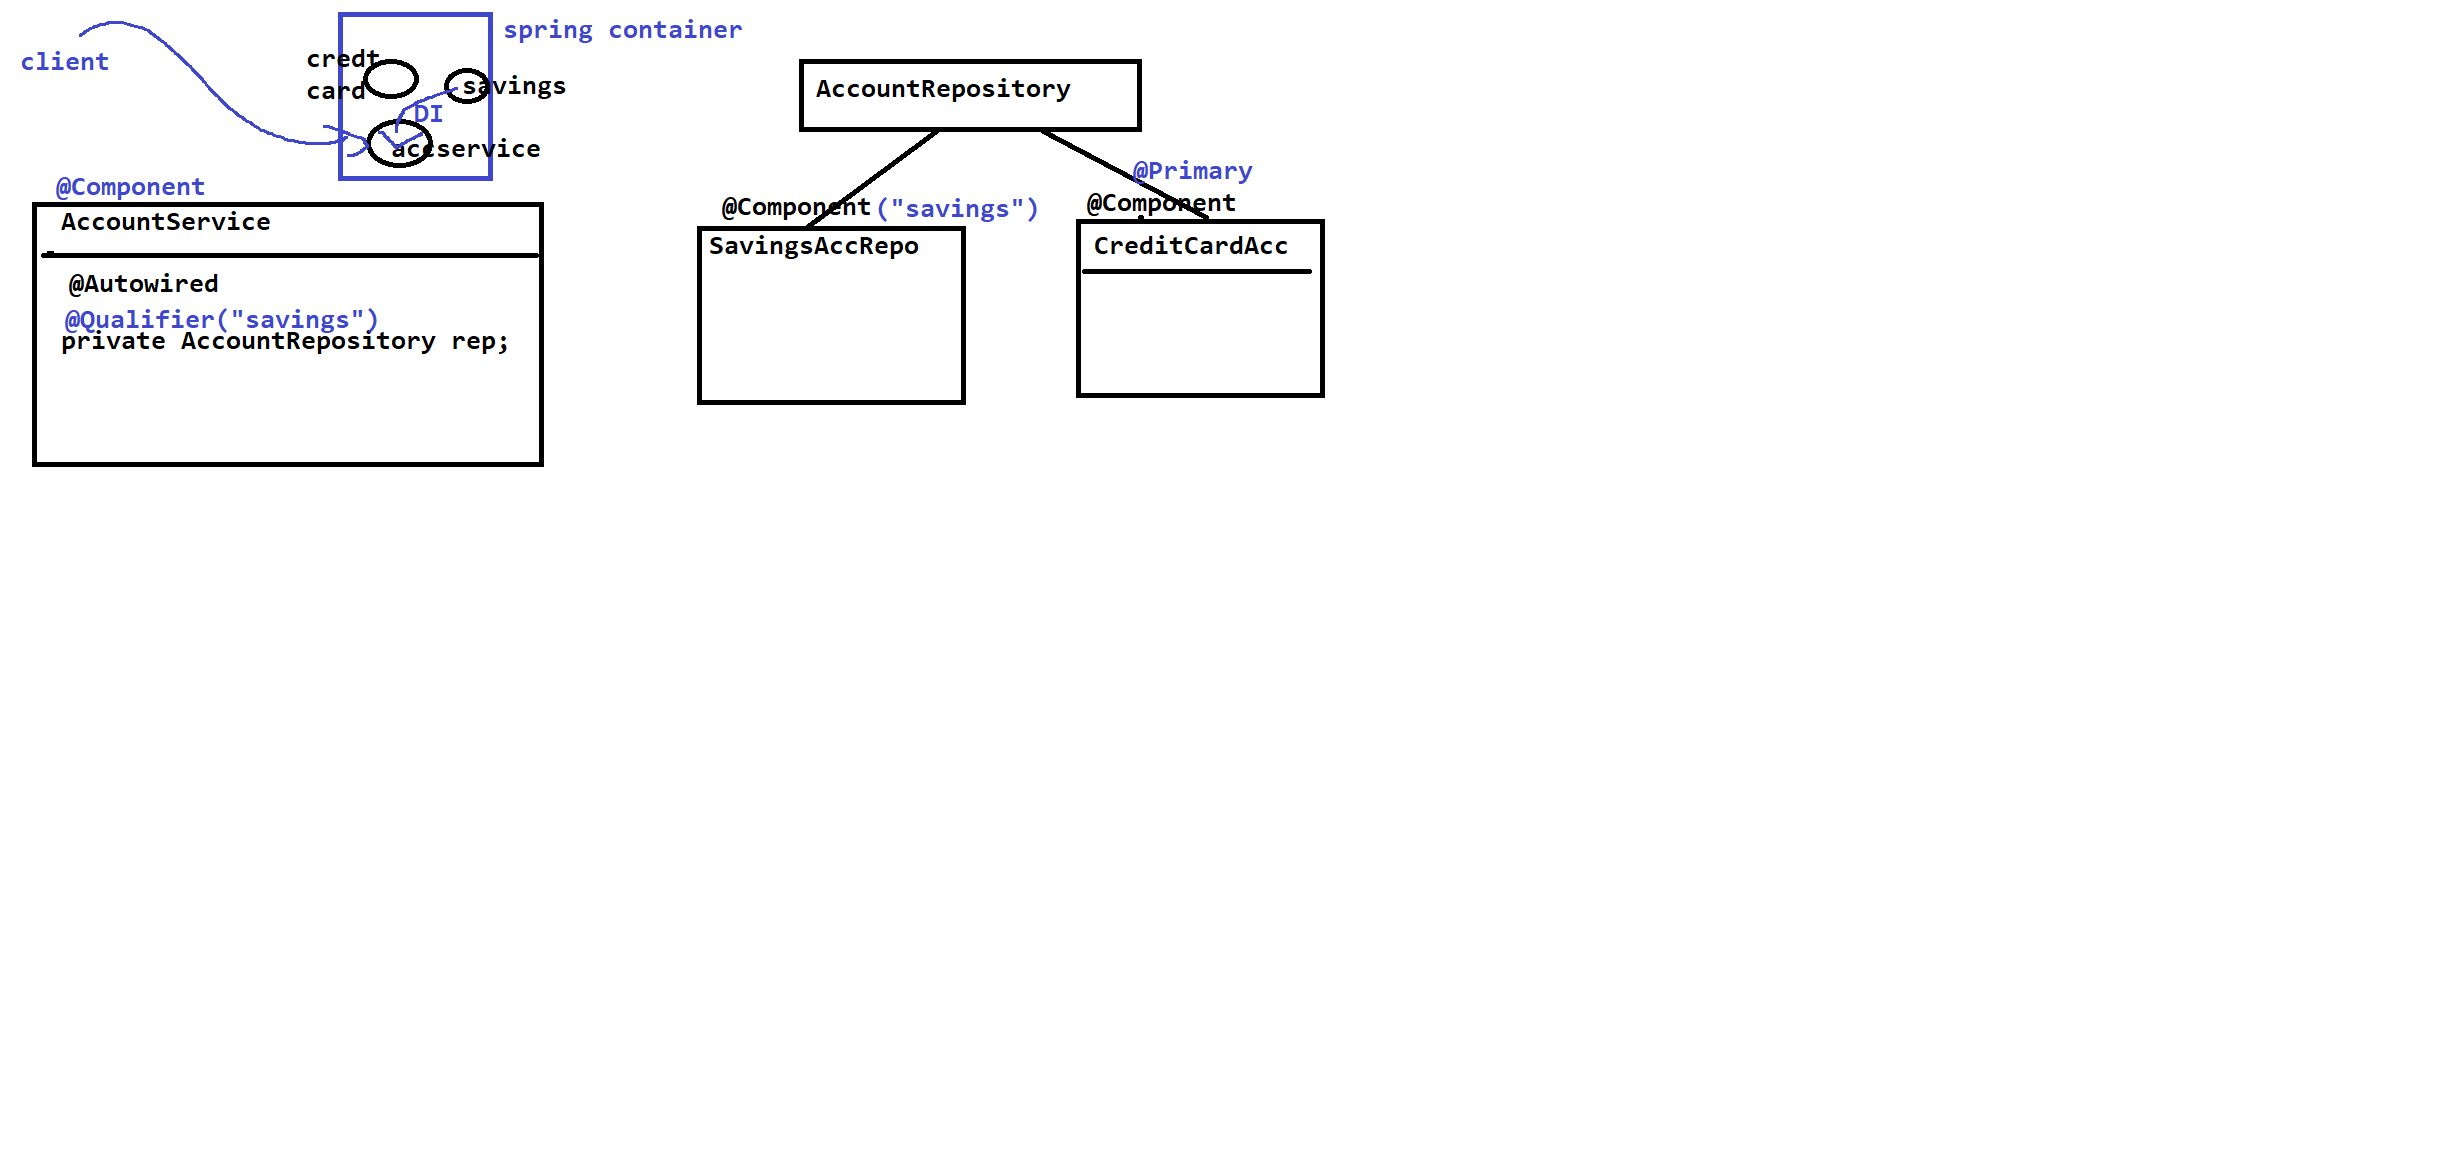 spring container
client
credt
card
savings
DI
accservice
@Component
AccountService
@Autowired
@Qualifier("savings")
private AccountRepository rep;
AccountRepository
@Primary
@Component("savings")
@Component
SavingsAccRepo
CreditCardAcc